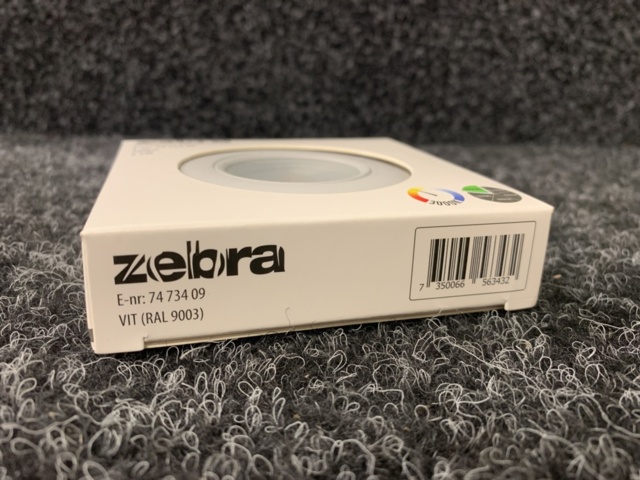 zebra
E-nr: 74 734 09
VIT (RAL 9003)
7 350066 563432